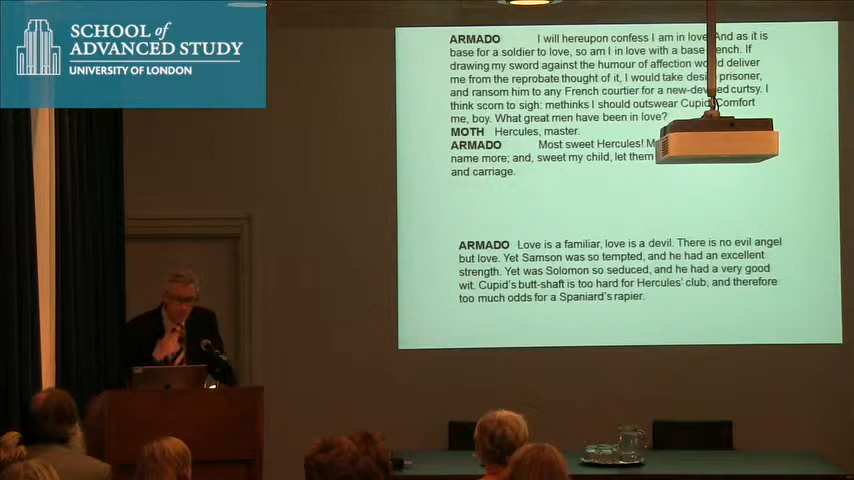 SCHOOL of
ADVANCED STUDY
UNIVERSITY OF LONDON
ARMADO I will hereupon confess I am in love. And as it is
base for a soldier to love, so am I in love with a base
drawing my sword against the humour of affection would deliver
me from the reprobate thought of it, I would take prisoner,
and ransom him to any French courtier for a curtsy. I
think scorn to sigh: methinks I should outswear Cupid. Comfort
me, boy. What great men have been in love?
MOTH Hercules, master.
ARMADO Most sweet Hercules!
name more; and, sweet my child, let them
and carriage.
ARMADO Love is a familiar, love is a devil. There is no evil angel
but love. Yet Samson was so tempted, and he had an excellent
strength. Yet was Solomon so seduced, and he had a very good
wit. Cupid's butt-shaft is too hard for Hercules' club, and therefore
too much odds for a Spaniard's rapier.